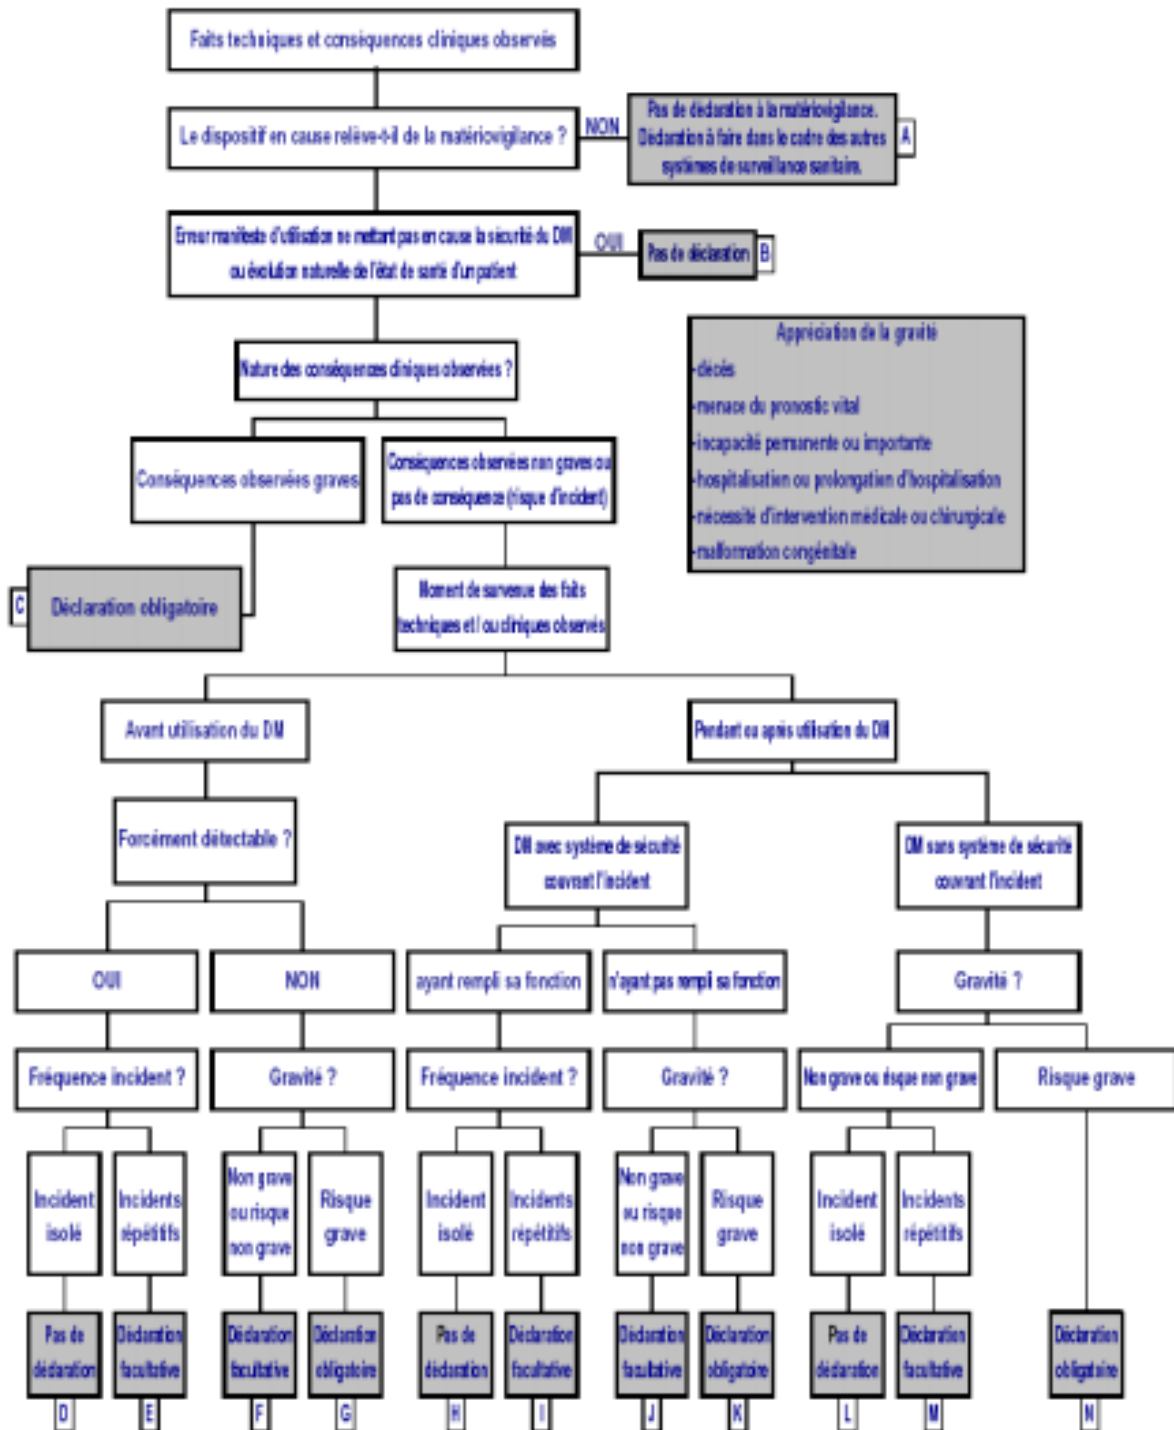 Faits techniques et conséquences cliniques observés
Le dispositif en cause relève-t-il de la matériovigilance ?
NON
Pas de déclaration à la matériovigilance.
Déclaration à faire dans le cadre des autres
systèmes de surveillance sanitaire.
A
Erreur manifeste d'utilisation ne mettant pas en cause la sécurité du DM
ou évolution naturelle de l'état de santé d'un patient
OUI
Pas de déclaration
B
Appréciation de la gravité
-décès
-menace du pronostic vital
-incapacité permanente ou importante
-hospitalisation ou prolongation d'hospitalisation
-nécessité d'intervention médicale ou chirurgicale
-malformation congénitale
Nature des conséquences cliniques observées ?
Conséquences observées graves
Conséquences observées non graves ou
pas de conséquence (risque d'incident)
C
Déclaration obligatoire
Moment de survenue des faits
techniques et / ou cliniques observés
Avant utilisation du DM
Pendant ou après utilisation du DM
Forcément détectable ?
DM avec système de sécurité
couvrant l'incident
DM sans système de sécurité
couvrant l'incident
OUI
NON
ayant rempli sa fonction
n'ayant pas rempli sa fonction
Gravité ?
Fréquence incident ?
Gravité ?
Fréquence incident ?
Gravité ?
Non grave ou risque non grave
Risque grave
Incident
isolé
Incidents
répétitifs
Non grave
ou risque
non grave
Risque
grave
Incident
isolé
Incidents
répétitifs
Non grave
ou risque
non grave
Risque
grave
Incident
isolé
Incidents
répétitifs
Pas de
déclaration
Déclaration
facultative
Déclaration
facultative
Déclaration
obligatoire
Pas de
déclaration
Déclaration
facultative
Déclaration
facultative
Déclaration
obligatoire
Pas de
déclaration
Déclaration
facultative
Déclaration
obligatoire
D
E
F
G
H
I
J
K
L
M
N